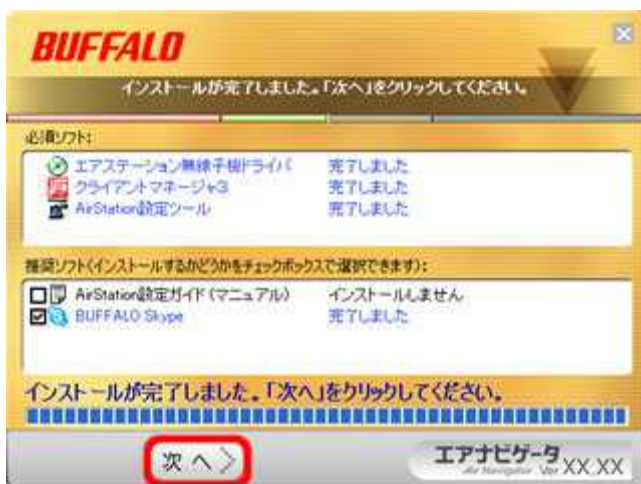 BUFFALO
インストールが完了しました。「次へ」をクリックしてください。
必須ソフト:
エアステーション無線子機ドライバ 完了しました
クライアントマネージャ3 完了しました
AirStation設定ツール 完了しました
推奨ソフト(インストールするかどうかをチェックボックスで選択できます):
AirStation設定ガイド(マニュアル) インストールしません
BUFFALO Skype 完了しました
インストールが完了しました。「次へ」をクリックしてください。
次へ
エアナビゲータ
Air Navigator Ver XX.XX